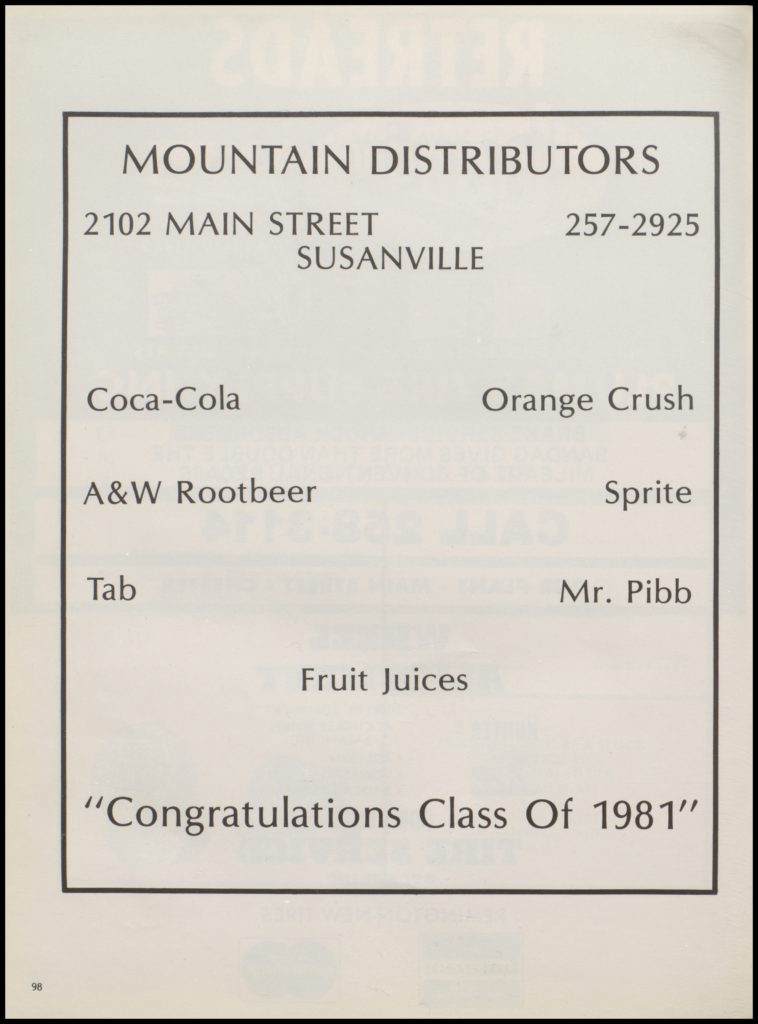 MOUNTAIN DISTRIBUTORS
2102 MAIN STREET 257-2925
SUSANVILLE
Coca-Cola Orange Crush
A&W Rootbeer Sprite
Tab Mr. Pibb
Fruit Juices
"Congratulations Class Of 1981"
98